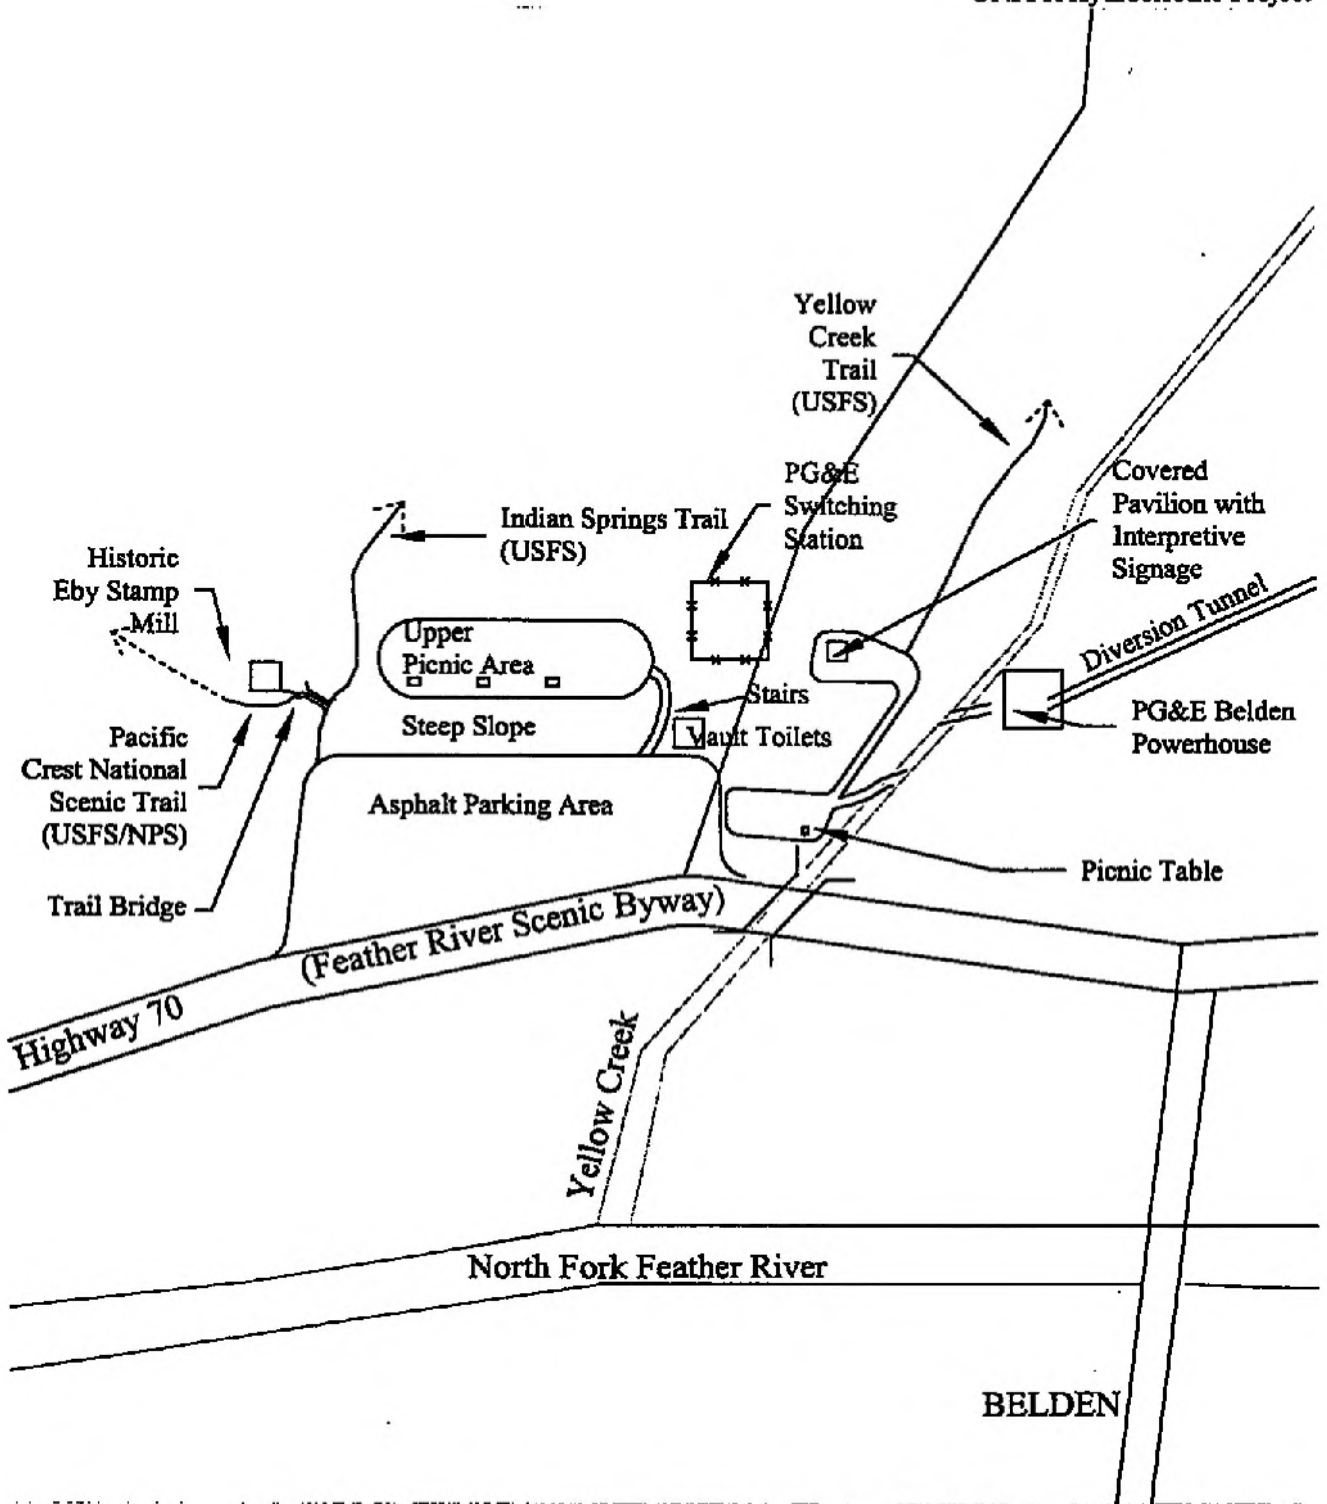 Yellow
Creek
Trail
(USFS)
PG&E
Switching
Station
Covered
Pavilion with
Interpretive
Signage
Indian Springs Trail
(USFS)
Historic
Eby Stamp
Mill
Upper
Picnic Area
Diversion Tunnel
Stairs
Steep Slope
Vault Toilets
PG&E Belden
Powerhouse
Pacific
Crest National
Scenic Trail
(USFS/NPS)
Asphalt Parking Area
Picnic Table
Trail Bridge
(Feather River Scenic Byway)
Highway 70
Yellow Creek
North Fork Feather River
BELDEN